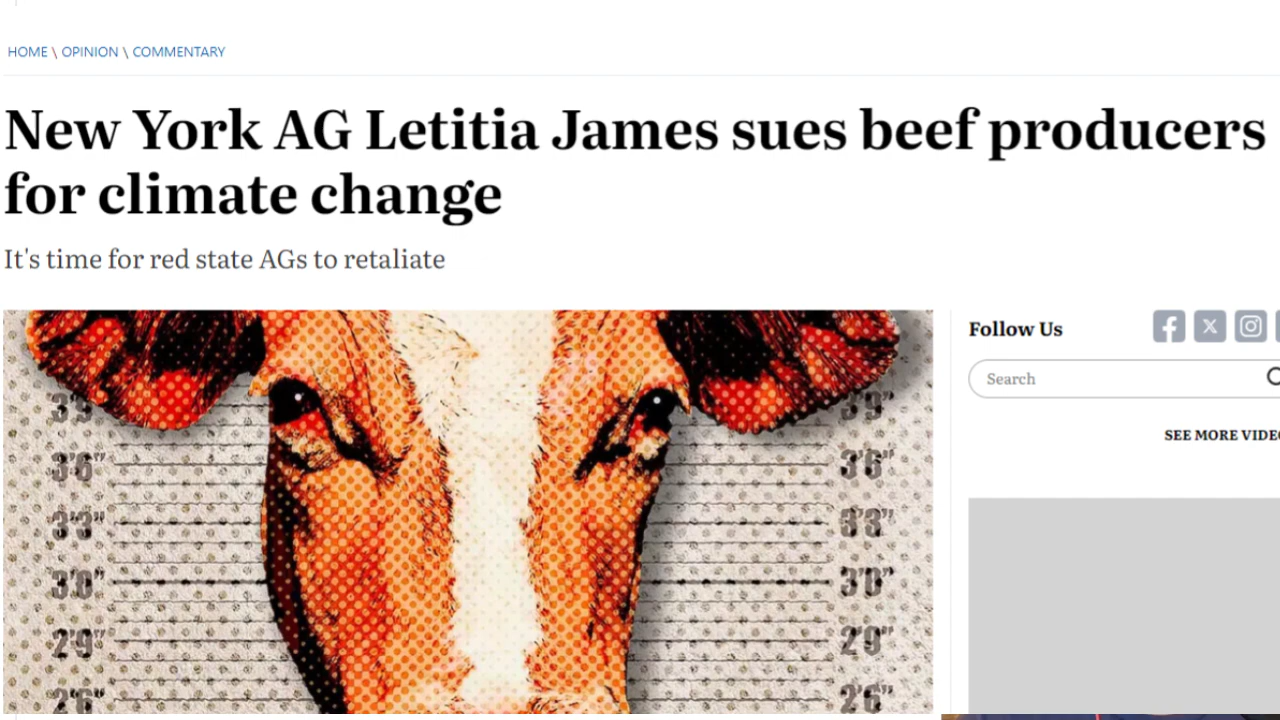 HOME \ OPINION \ COMMENTARY
New York AG Letitia James sues beef producers
for climate change
It's time for red state AGs to retaliate
Follow Us
Search
SEE MORE
3'9" 3'9"
3'6" 3'6"
3'3" 3'3"
3'0" 3'0"
2'9" 2'9"
2'6" 2'6"